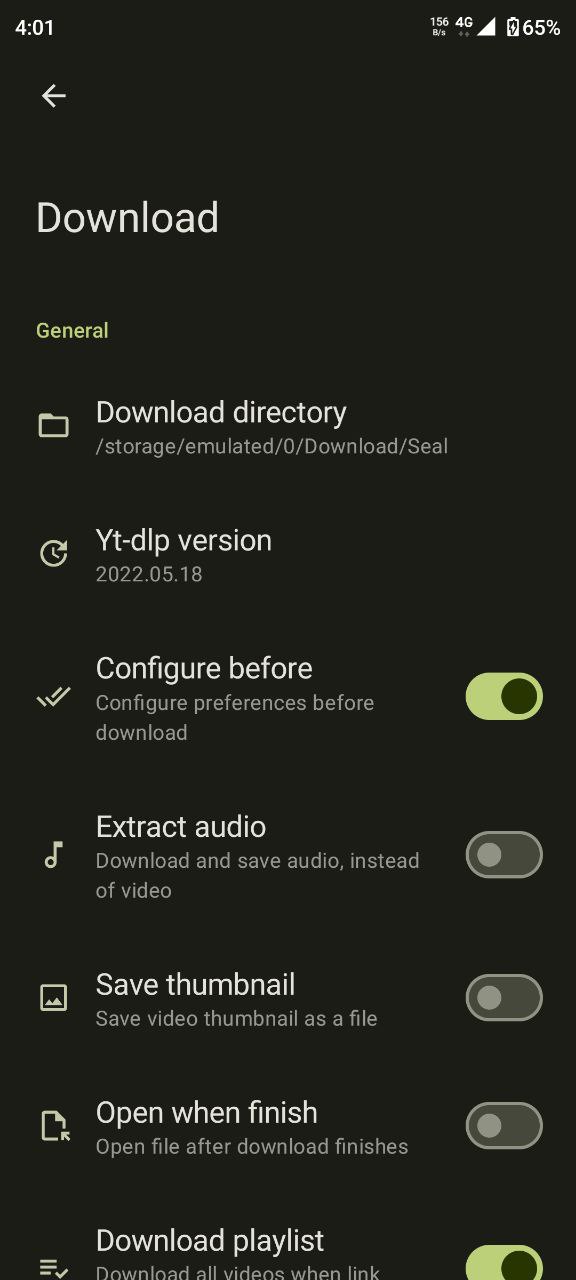 4:01
156 B/s 4G 65%
Download
General
Download directory
/storage/emulated/0/Download/Seal
Yt-dlp version
2022.05.18
Configure before
Configure preferences before
download
Extract audio
Download and save audio, instead
of video
Save thumbnail
Save video thumbnail as a file
Open when finish
Open file after download finishes
Download playlist
Download all videos when link